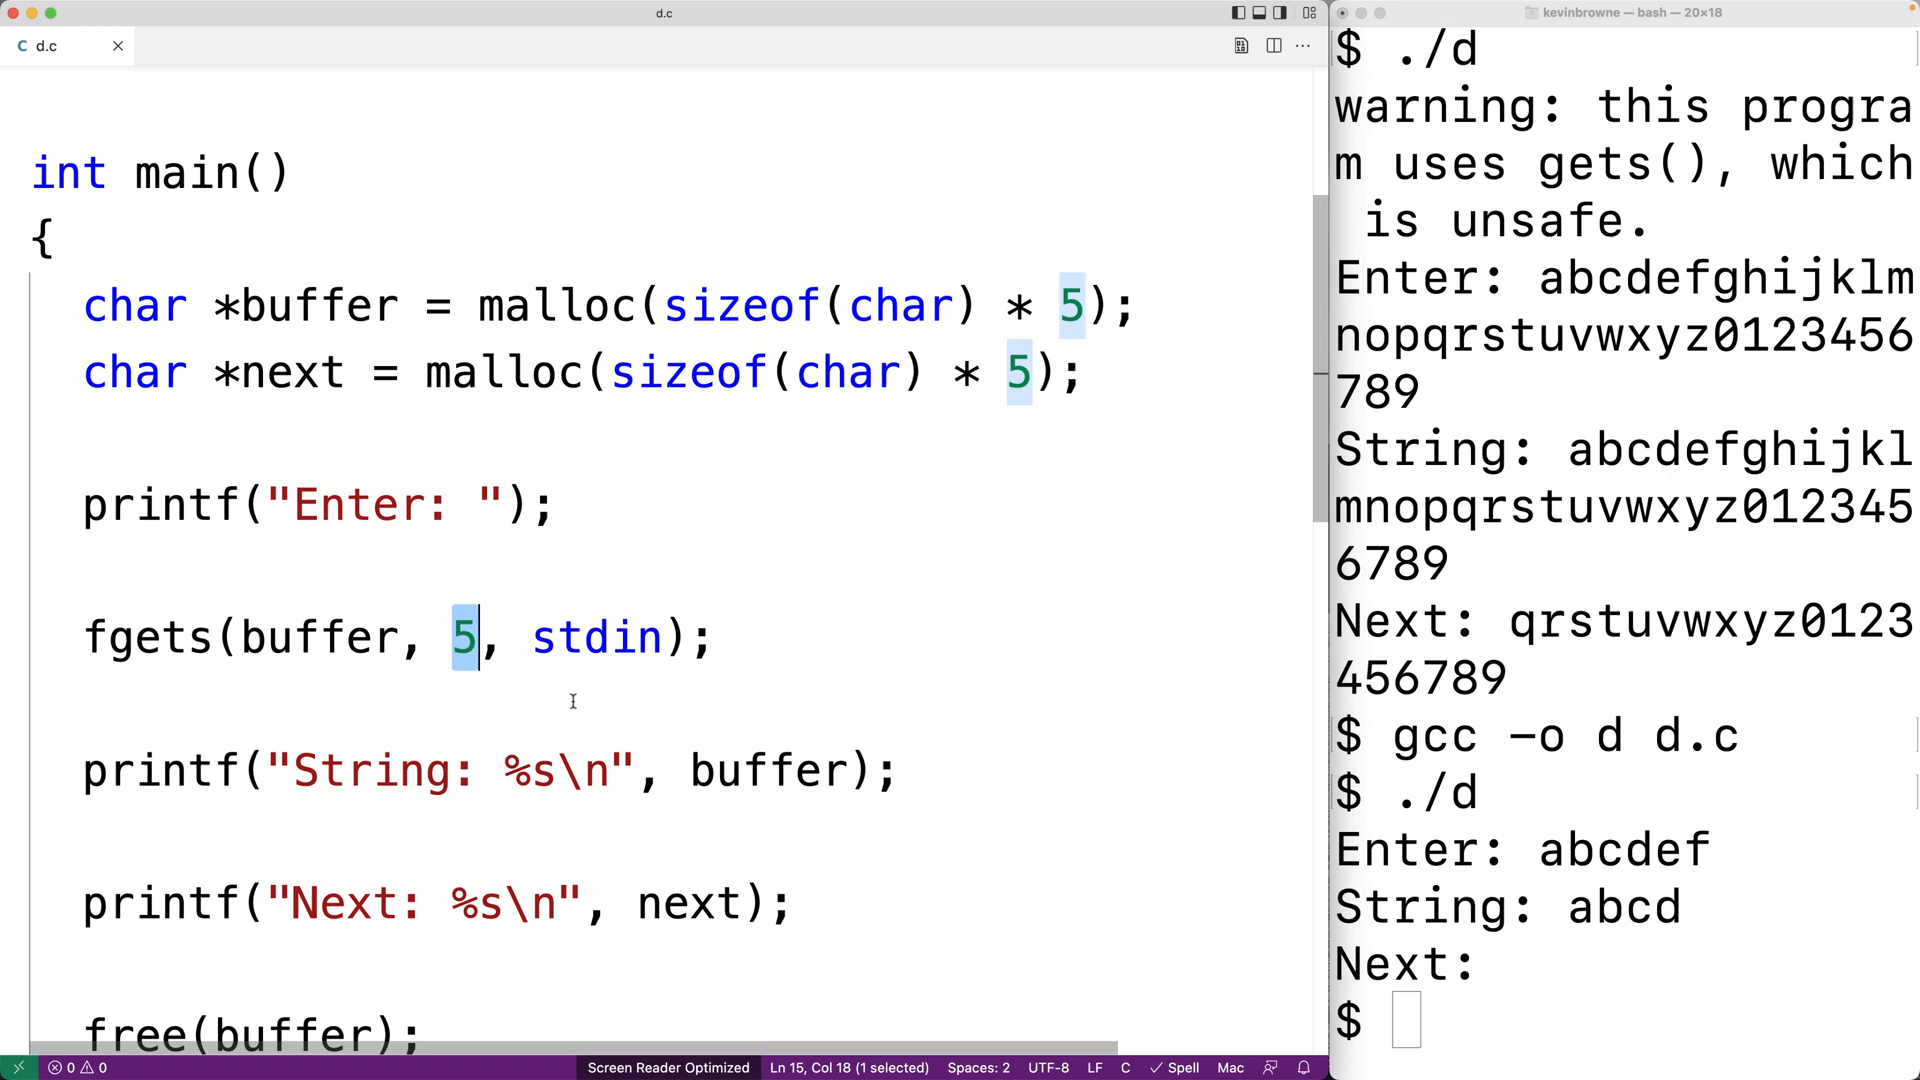 d.c
C d.c
int main()
{
char *buffer = malloc(sizeof(char) * 5);
char *next = malloc(sizeof(char) * 5);
printf("Enter: ");
fgets(buffer, 5, stdin);
printf("String: %s\n", buffer);
printf("Next: %s\n", next);
free(buffer);
0 0
Screen Reader Optimized
Ln 15, Col 18 (1 selected)
Spaces: 2
UTF-8
LF
C
Spell
Mac
kevinbrowne — bash — 20×18
$ ./d
warning: this progra
m uses gets(), which
is unsafe.
Enter: abcdefghijklm
nopqrstuvwxyz0123456
789
String: abcdefghijkl
mnopqrstuvwxyz012345
6789
Next: qrstuvwxyz0123
456789
$ gcc -o d d.c
$ ./d
Enter: abcdef
String: abcd
Next:
$